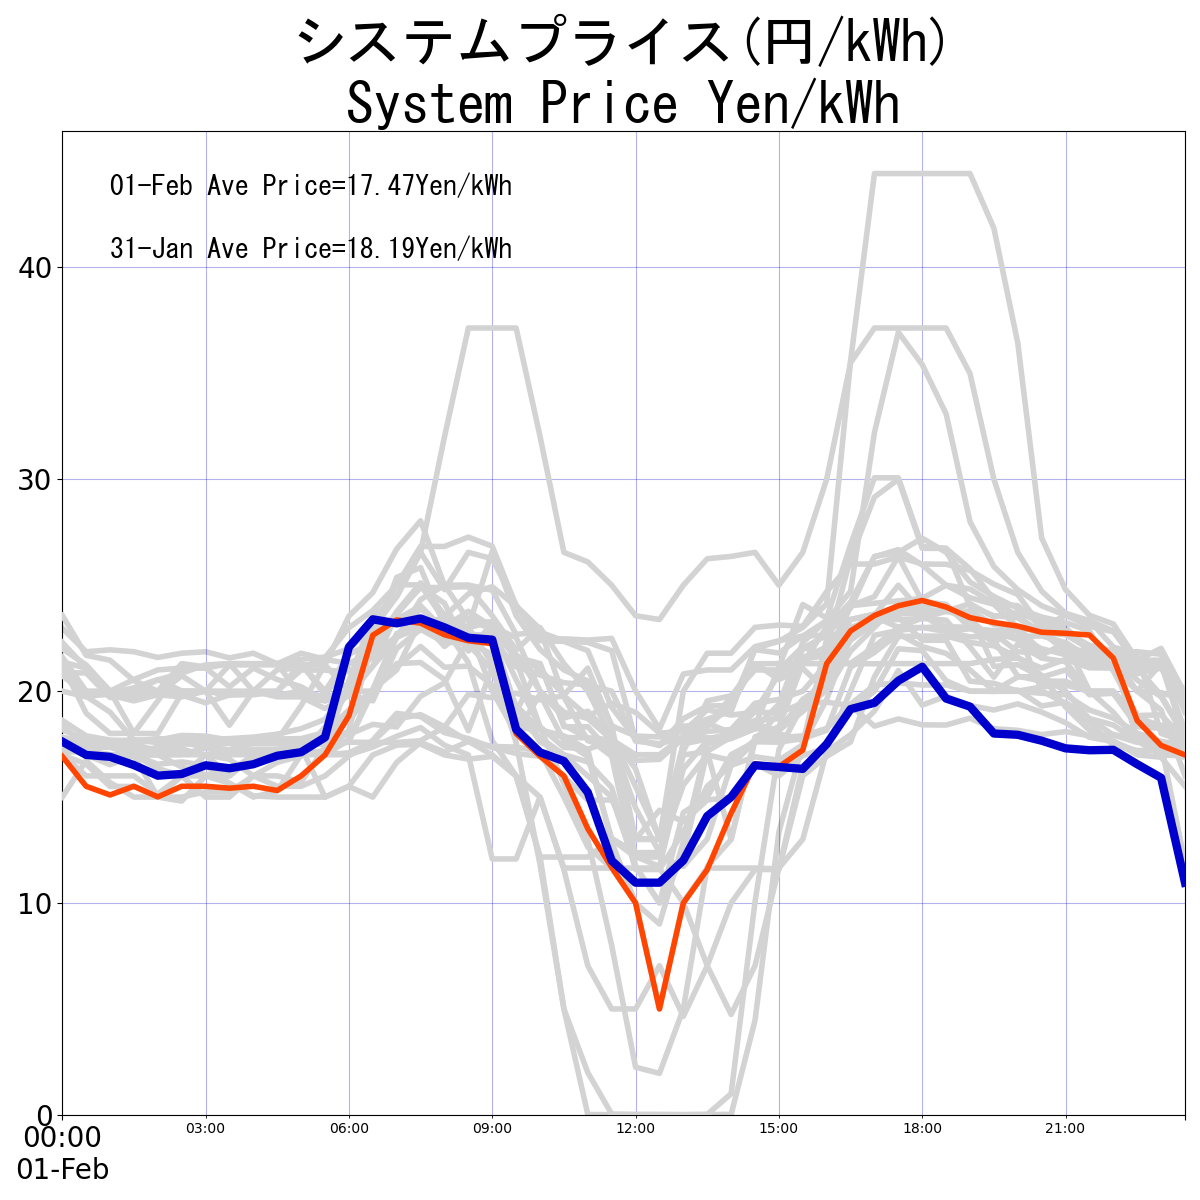 システムプライス(円/kWh)
System Price Yen/kWh
01-Feb Ave Price=17.47Yen/kWh
31-Jan Ave Price=18.19Yen/kWh
40
30
20
10
0
00:00 03:00 06:00 09:00 12:00 15:00 18:00 21:00
01-Feb